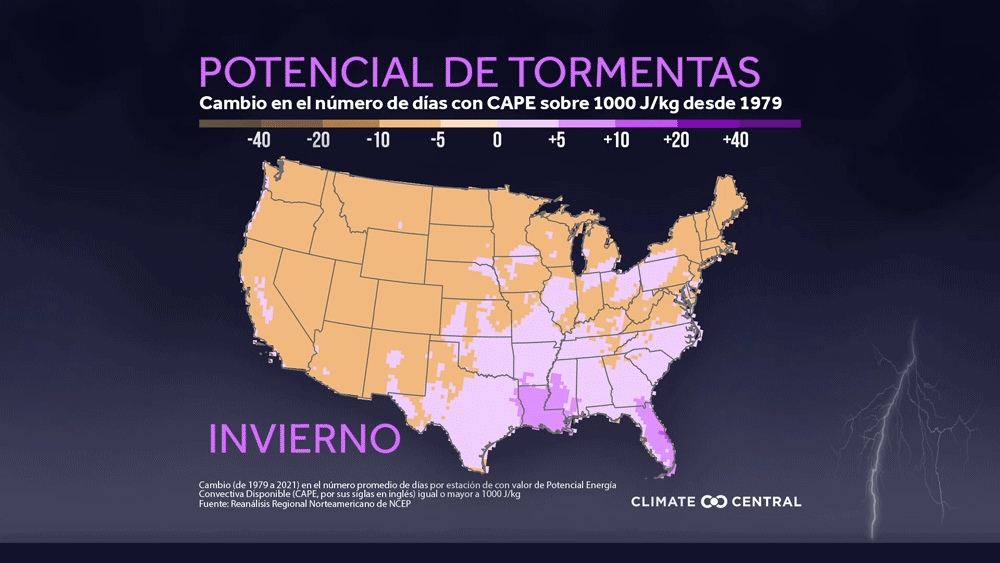 POTENCIAL DE TORMENTAS
Cambio en el número de días con CAPE sobre 1000 J/kg desde 1979
-40 -20 -10 -5 0 +5 +10 +20 +40
INVIERNO
Cambio (de 1979 a 2021) en el número promedio de días por estación de con valor de Potencial Energía
Convectiva Disponible (CAPE, por sus siglas en inglés) igual o mayor a 1000 J/kg
Fuente: Reanálisis Regional Norteamericano de NCEP
CLIMATE CENTRAL